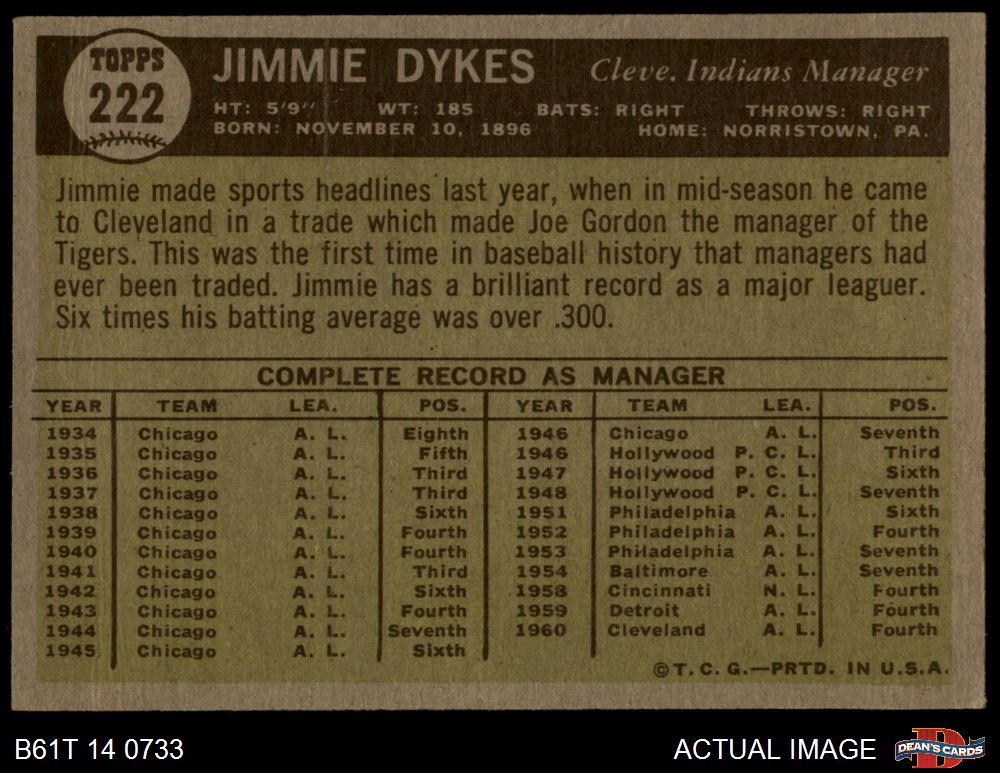 TOPPS
222
JIMMIE DYKES Cleve. Indians Manager
HT: 5'9" WT: 185 BATS: RIGHT THROWS: RIGHT
BORN: NOVEMBER 10, 1896 HOME: NORRISTOWN, PA.
Jimmie made sports headlines last year, when in mid-season he came
to Cleveland in a trade which made Joe Gordon the manager of the
Tigers. This was the first time in baseball history that managers had
ever been traded. Jimmie has a brilliant record as a major leaguer.
Six times his batting average was over .300.
COMPLETE RECORD AS MANAGER
YEAR TEAM LEA. POS. YEAR TEAM LEA. POS.
1934 Chicago A. L. Eighth 1946 Chicago A. L. Seventh
1935 Chicago A. L. Fifth 1946 Hollywood P. C. L. Third
1936 Chicago A. L. Third 1947 Hollywood P. C. L. Sixth
1937 Chicago A. L. Third 1948 Hollywood P. C. L. Seventh
1938 Chicago A. L. Sixth 1951 Philadelphia A. L. Sixth
1939 Chicago A. L. Fourth 1952 Philadelphia A. L. Fourth
1940 Chicago A. L. Fourth 1953 Philadelphia A. L. Seventh
1941 Chicago A. L. Third 1954 Baltimore A. L. Seventh
1942 Chicago A. L. Sixth 1958 Cincinnati N. L. Fourth
1943 Chicago A. L. Fourth 1959 Detroit A. L. Fourth
1944 Chicago A. L. Seventh 1960 Cleveland A. L. Fourth
1945 Chicago A. L. Sixth
©T. C. G.—PRTD. IN U.S.A.
B61T 14 0733 ACTUAL IMAGE DEAN'S CARDS